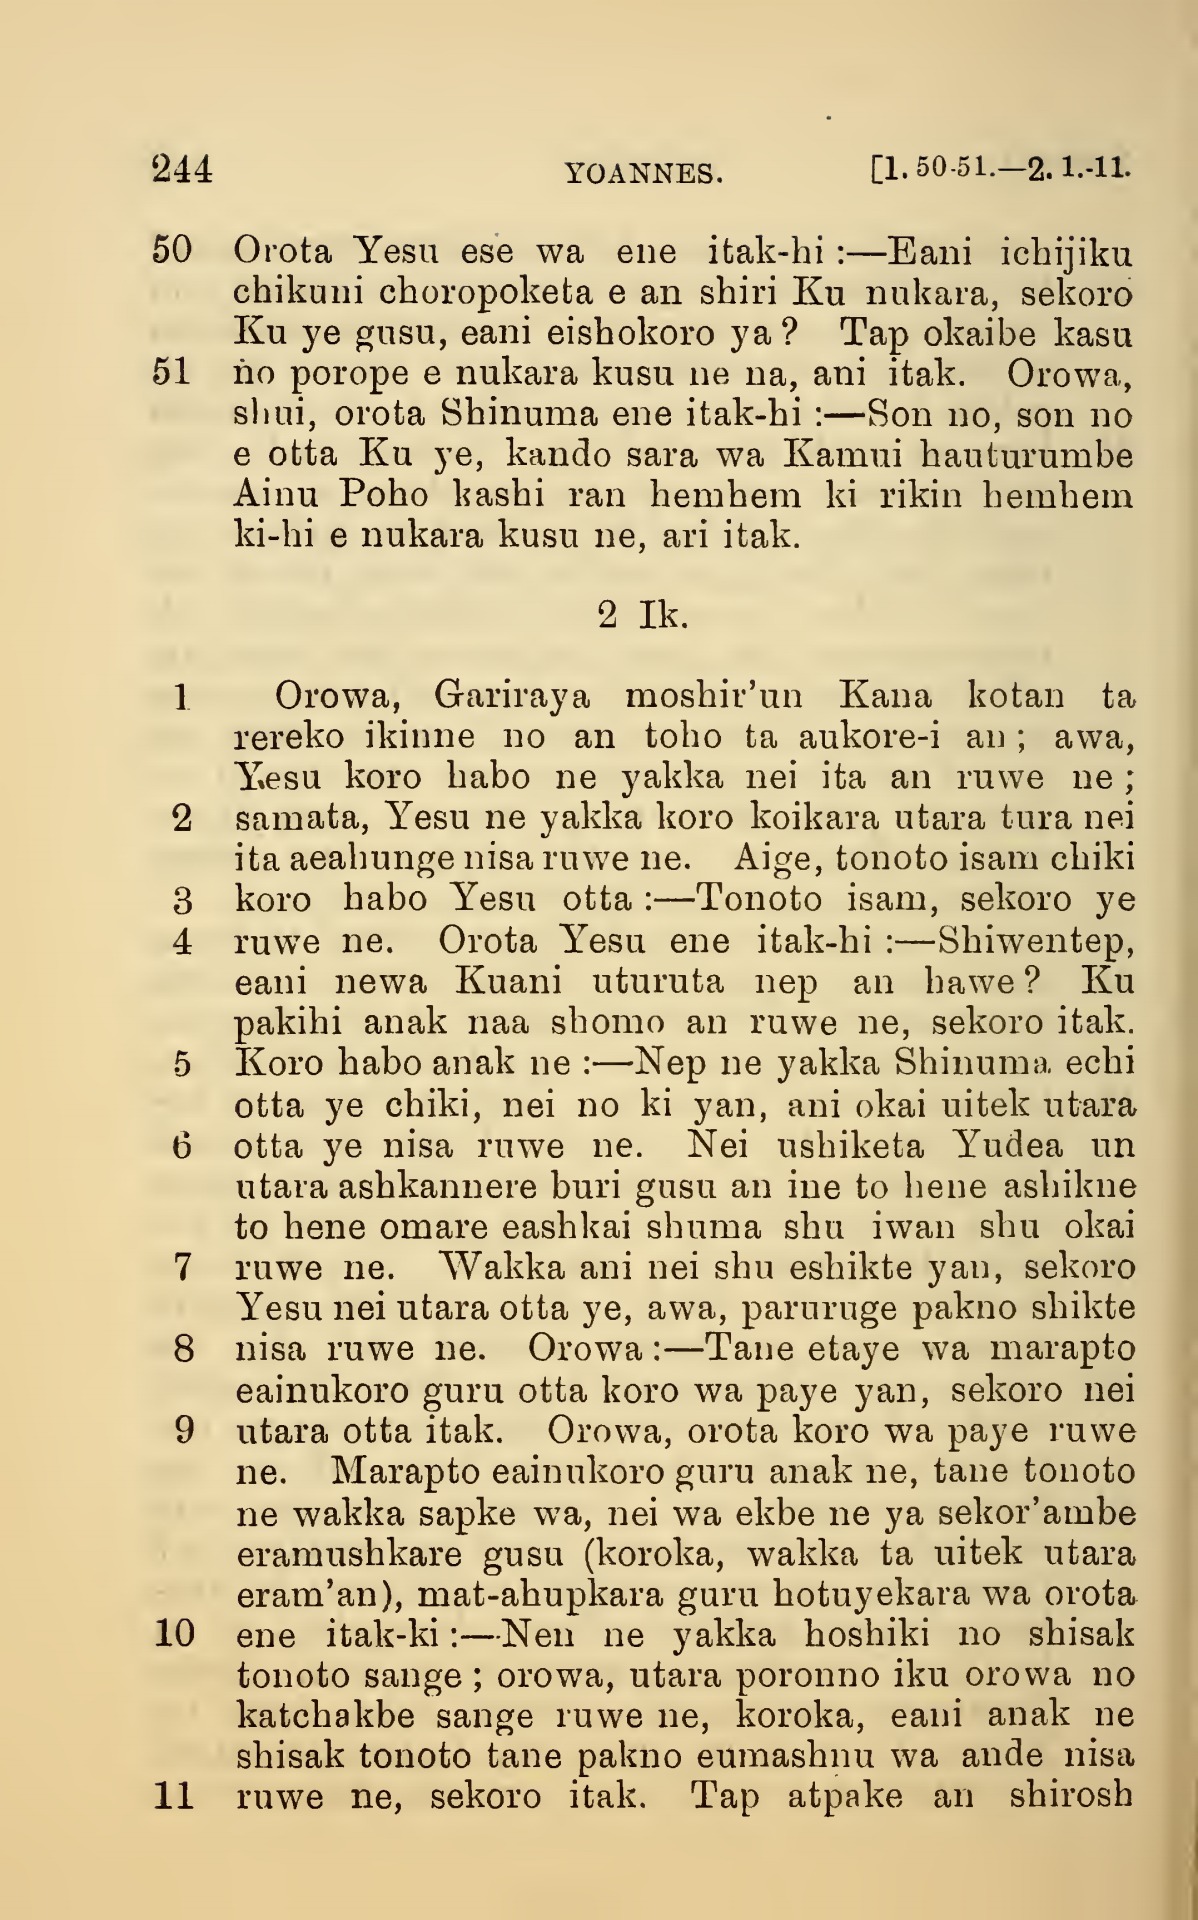 244 YOANNES. [1. 50-51.—2. 1.-11.
50 Orota Yesu ese wa ene itak-hi :—Eani ichijiku
chikuni choropoketa e an shiri Ku nukara, sekoro
Ku ye gusu, eani eishokoro ya ? Tap okaibe kasu
51 no porope e nukara kusu ne na, ani itak. Orowa,
shui, orota Shinuma ene itak-hi :—Son no, son no
e otta Ku ye, kando sara wa Kamui hauturumbe
Ainu Poho kashi ran hemhem ki rikin hemhem
ki-hi e nukara kusu ne, ari itak.
2 Ik.
1 Orowa, Gariraya moshir'un Kana kotan ta
rereko ikinne no an toho ta aukore-i an ; awa,
Yesu koro habo ne yakka nei ita an ruwe ne ;
2 samata, Yesu ne yakka koro koikara utara tura nei
ita aeahunge nisa ruwe ne. Aige, tonoto isam chiki
3 koro habo Yesu otta :—Tonoto isam, sekoro ye
4 ruwe ne. Orota Yesu ene itak-hi :—Shiwentep,
eani newa Kuani uturuta nep an hawe ? Ku
pakihi anak naa shomo an ruwe ne, sekoro itak.
5 Koro habo anak ne :—Nep ne yakka Shinuma echi
otta ye chiki, nei no ki yan, ani okai uitek utara
6 otta ye nisa ruwe ne. Nei ushiketa Yudea un
utara ashkannere buri gusu an ine to hene ashikne
to hene omare eashkai shuma shu iwan shu okai
7 ruwe ne. Wakka ani nei shu eshikte yan, sekoro
Yesu nei utara otta ye, awa, paruruge pakno shikte
8 nisa ruwe ne. Orowa :—Tane etaye wa marapto
eainukoro guru otta koro wa paye yan, sekoro nei
9 utara otta itak. Orowa, orota koro wa paye ruwe
ne. Marapto eainukoro guru anak ne, tane tonoto
ne wakka sapke wa, nei wa ekbe ne ya sekor'ambe
eramushkare gusu (koroka, wakka ta uitek utara
eram'an), mat-ahupkara guru hotuyekara wa orota
10 ene itak-ki :—Nen ne yakka hoshiki no shisak
tonoto sange ; orowa, utara poronno iku orowa no
katchakbe sange ruwe ne, koroka, eani anak ne
shisak tonoto tane pakno eumashnu wa ande nisa
11 ruwe ne, sekoro itak. Tap atpake an shirosh